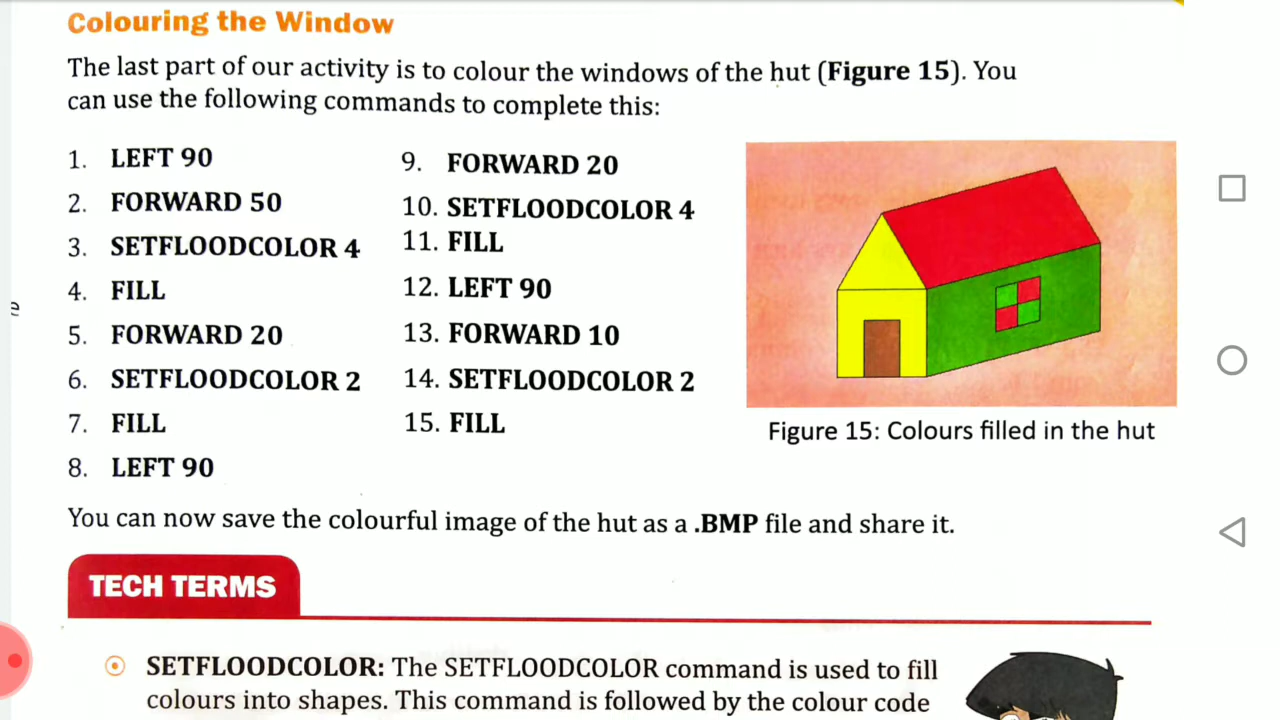 Colouring the Window
The last part of our activity is to colour the windows of the hut (Figure 15). You
can use the following commands to complete this:
1. LEFT 90
2. FORWARD 50
3. SETFLOODCOLOR 4
4. FILL
5. FORWARD 20
6. SETFLOODCOLOR 2
7. FILL
8. LEFT 90
9. FORWARD 20
10. SETFLOODCOLOR 4
11. FILL
12. LEFT 90
13. FORWARD 10
14. SETFLOODCOLOR 2
15. FILL
Figure 15: Colours filled in the hut
You can now save the colourful image of the hut as a .BMP file and share it.
TECH TERMS
SETFLOODCOLOR: The SETFLOODCOLOR command is used to fill
colours into shapes. This command is followed by the colour code